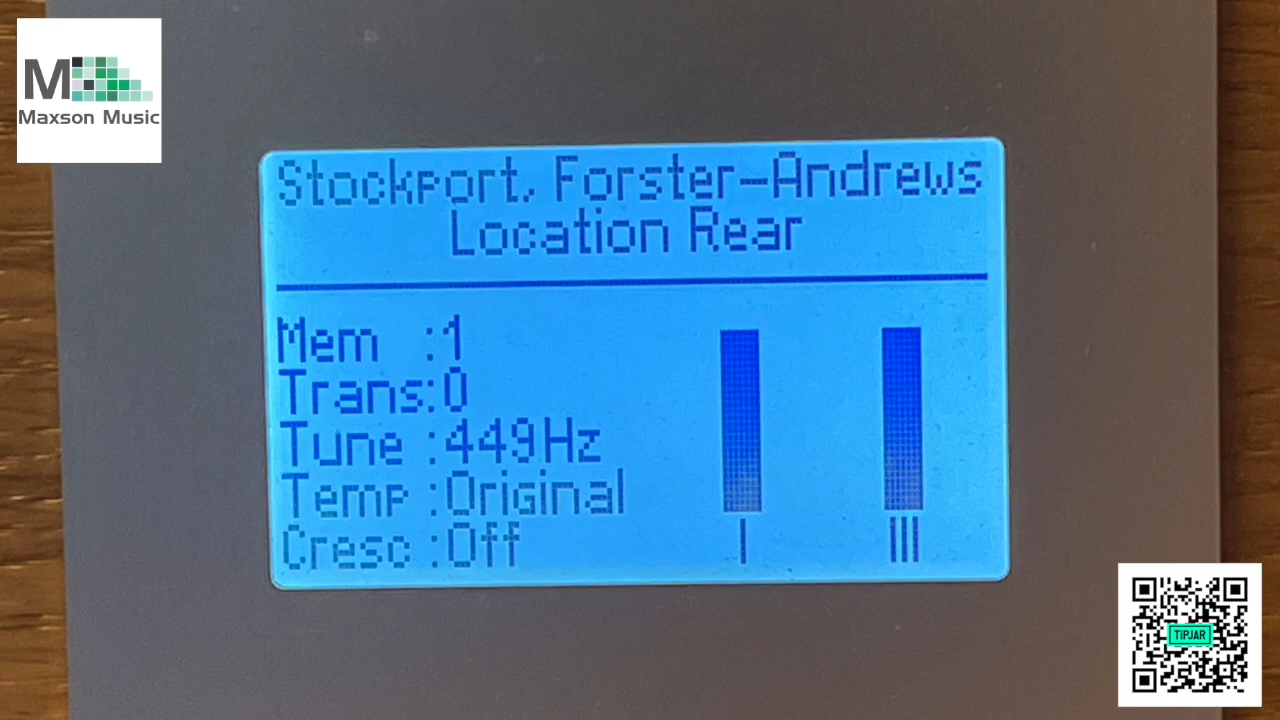 M
Maxson Music
Stockport, Forster-Andrews
Location Rear
Mem :1
Trans:0
Tune :449Hz
Temp :Original
Cresc :Off
I
III
TiPJAR